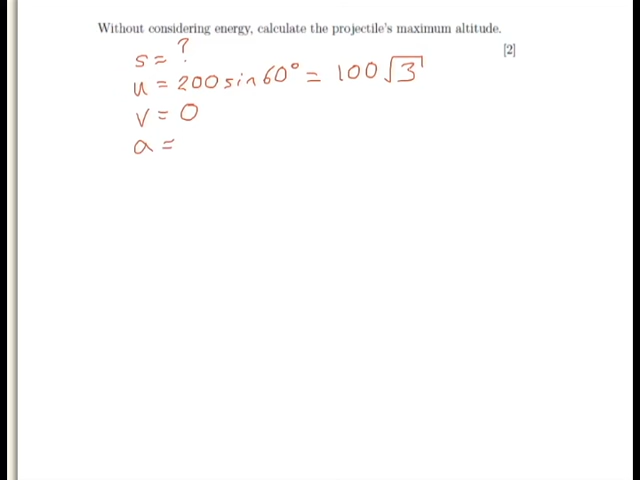 Without considering energy, calculate the projectile's maximum altitude.
[2]
s = ?
u = 200 sin 60° = 100√3
v = 0
a =